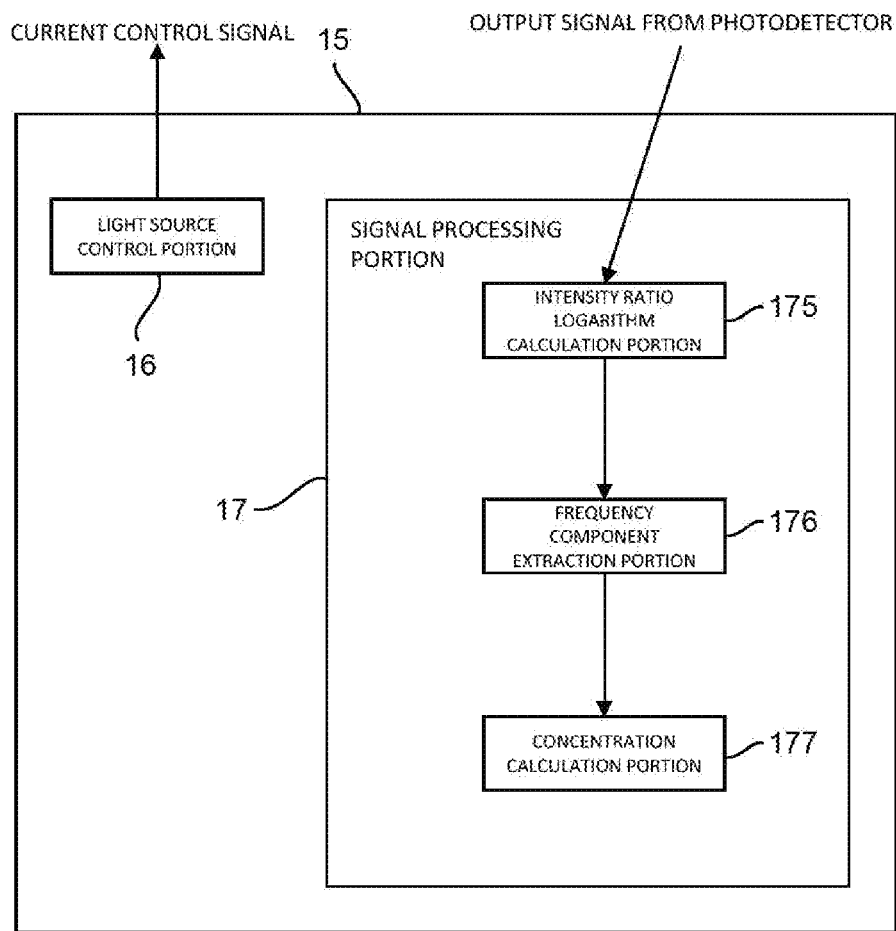 CURRENT CONTROL SIGNAL
15
OUTPUT SIGNAL FROM PHOTODETECTOR
LIGHT SOURCE
CONTROL PORTION
16
SIGNAL PROCESSING
PORTION
INTENSITY RATIO
LOGARITHM
CALCULATION PORTION
175
17
FREQUENCY
COMPONENT
EXTRACTION PORTION
176
CONCENTRATION
CALCULATION PORTION
177